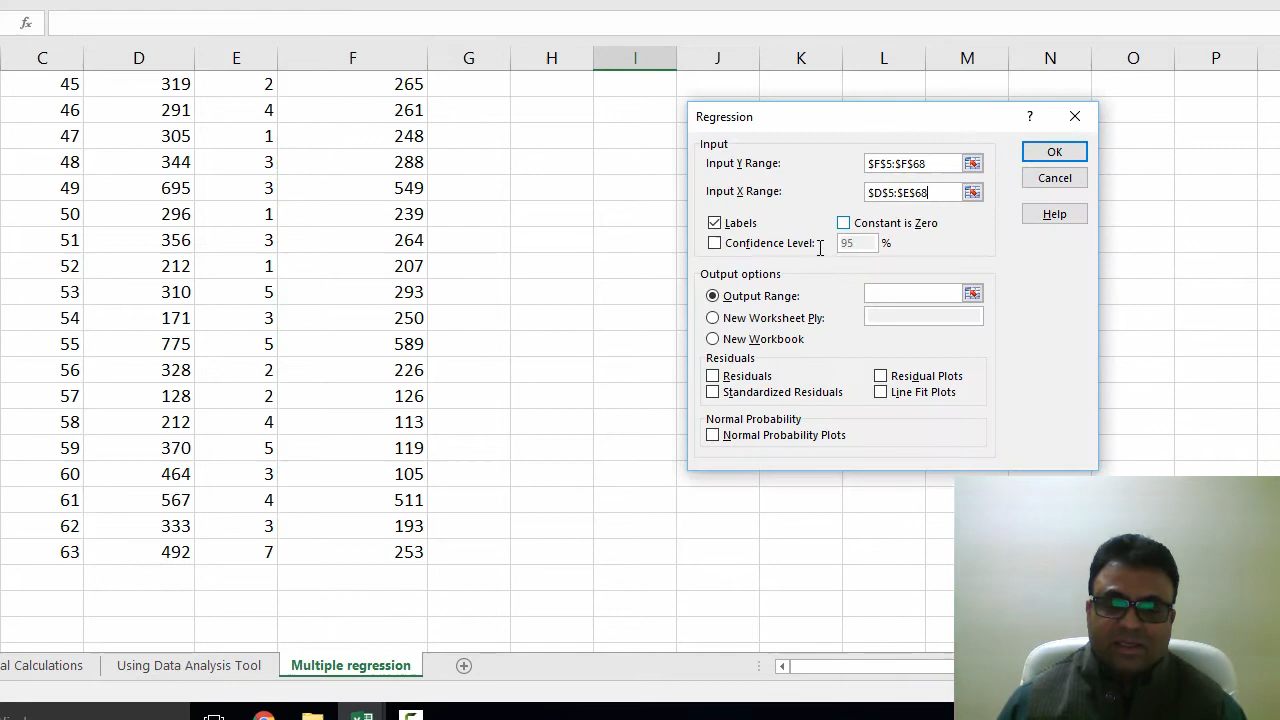 fx
C D E F G H I J K L M N O P
45 319 2 265
46 291 4 261
47 305 1 248
48 344 3 288
49 695 3 549
50 296 1 239
51 356 3 264
52 212 1 207
53 310 5 293
54 171 3 250
55 775 5 589
56 328 2 226
57 128 2 126
58 212 4 113
59 370 5 119
60 464 3 105
61 567 4 511
62 333 3 193
63 492 7 253
Regression ?
Input
OK
Input Y Range: $F$5:$F$68
Cancel
Input X Range: $D$5:$E$68
Help
Labels Constant is Zero
Confidence Level: 95 %
Output options
Output Range:
New Worksheet Ply:
New Workbook
Residuals
Residuals Residual Plots
Standardized Residuals Line Fit Plots
Normal Probability
Normal Probability Plots
al Calculations Using Data Analysis Tool Multiple regression